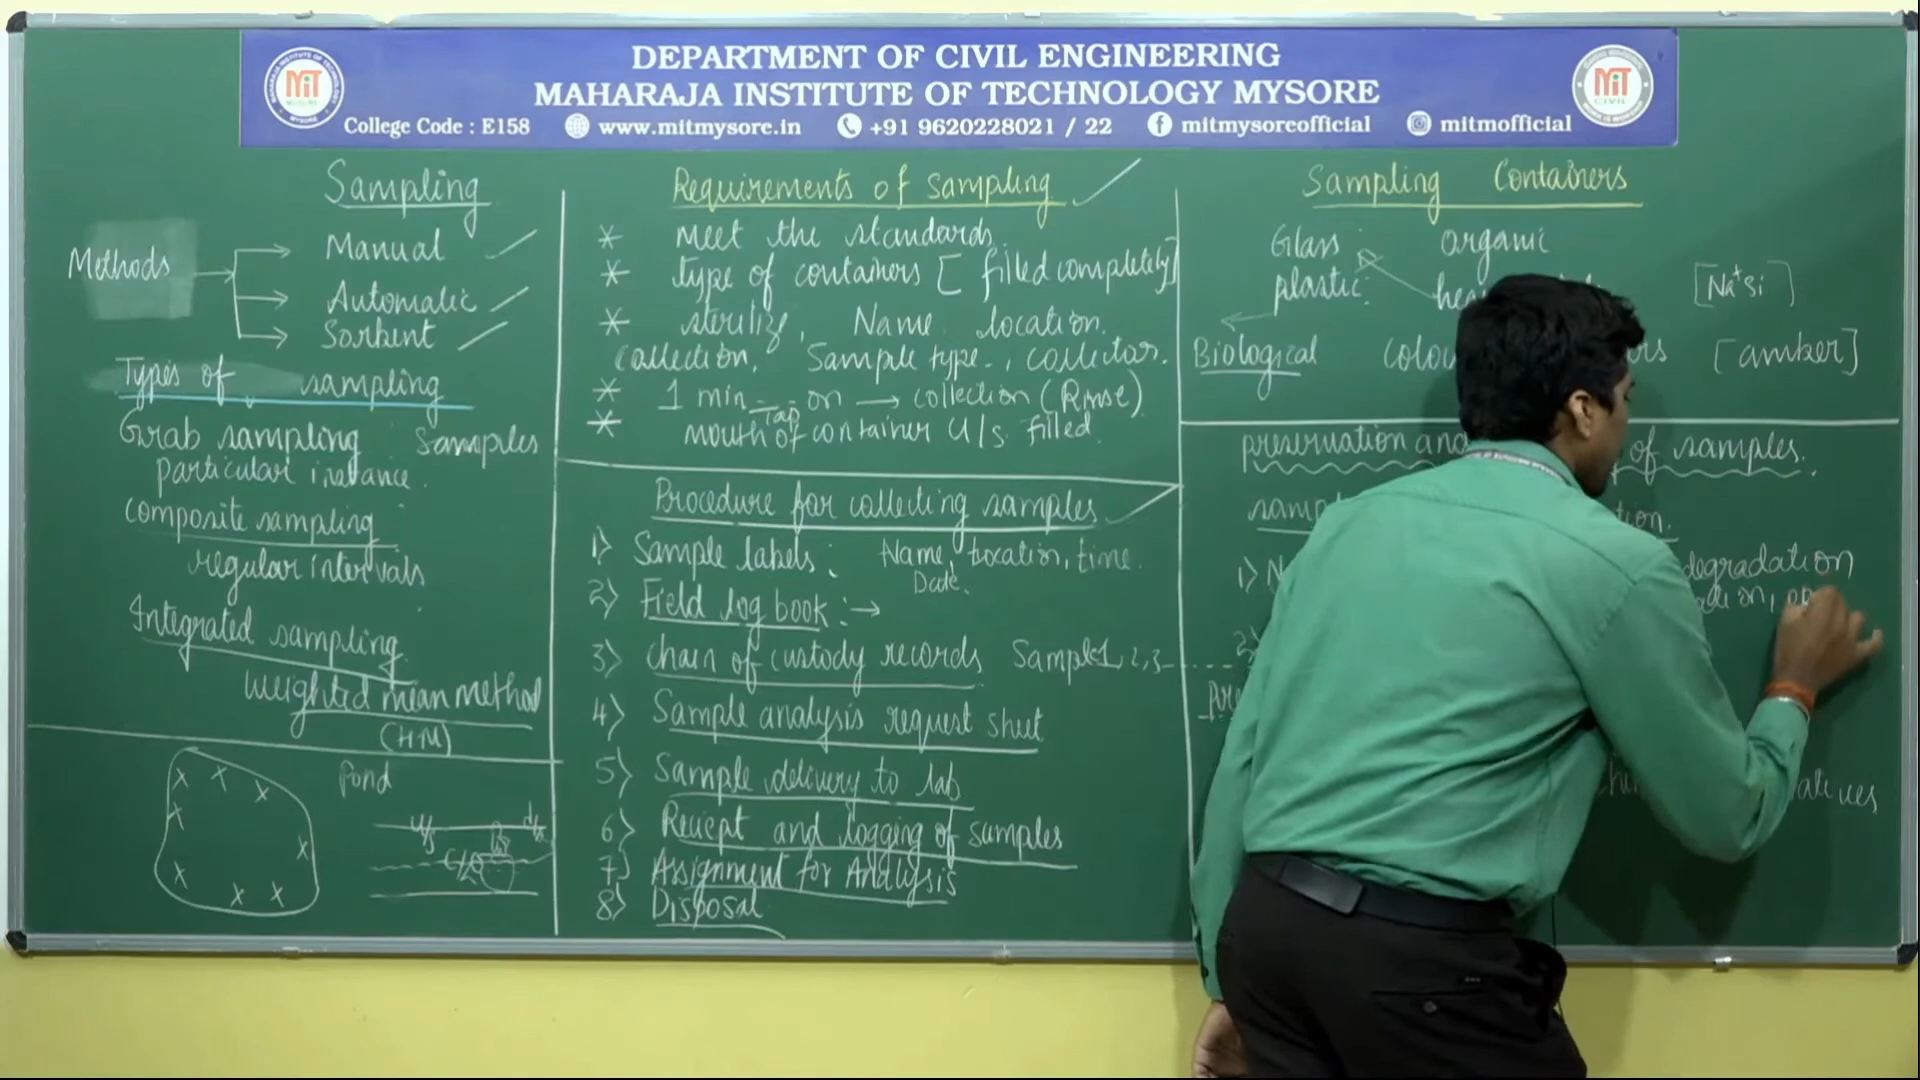 DEPARTMENT OF CIVIL ENGINEERING
MAHARAJA INSTITUTE OF TECHNOLOGY MYSORE
College Code : E158 www.mitmysore.in +91 9620228021 / 22 mitmysoreofficial mitmofficial
MIT
MIT
CIVIL
Sampling
Methods
Manual
Automatic
Sorbent
Types of sampling
Grab sampling Samples
particular instance.
composite sampling
regular intervals
Integrated sampling.
weighted mean method
(HM)
Pond
U/s d/s
Requirements of sampling
* Meet the standards
* type of containers [filled completely]
* sterilize, Name location.
collection, Sample type, collector.
* 1 min Tap on → collection (Rinse)
* mouth of container U/s filled.
Procedure for collecting samples
1) Sample labels: Name, Location, time.
Date.
2) Field log book :→
3) chain of custody records Sample 1, 2, 3-.....
4) Sample analysis request sheet
5) Sample delivery to lab
6) Reciept and logging of samples
7) Assignment for Analysis
8) Disposal
Sampling Containers
Glass organic
plastic. [Na+ Si]
Biological [amber]
preservation and of samples.
1)
degradation
2)